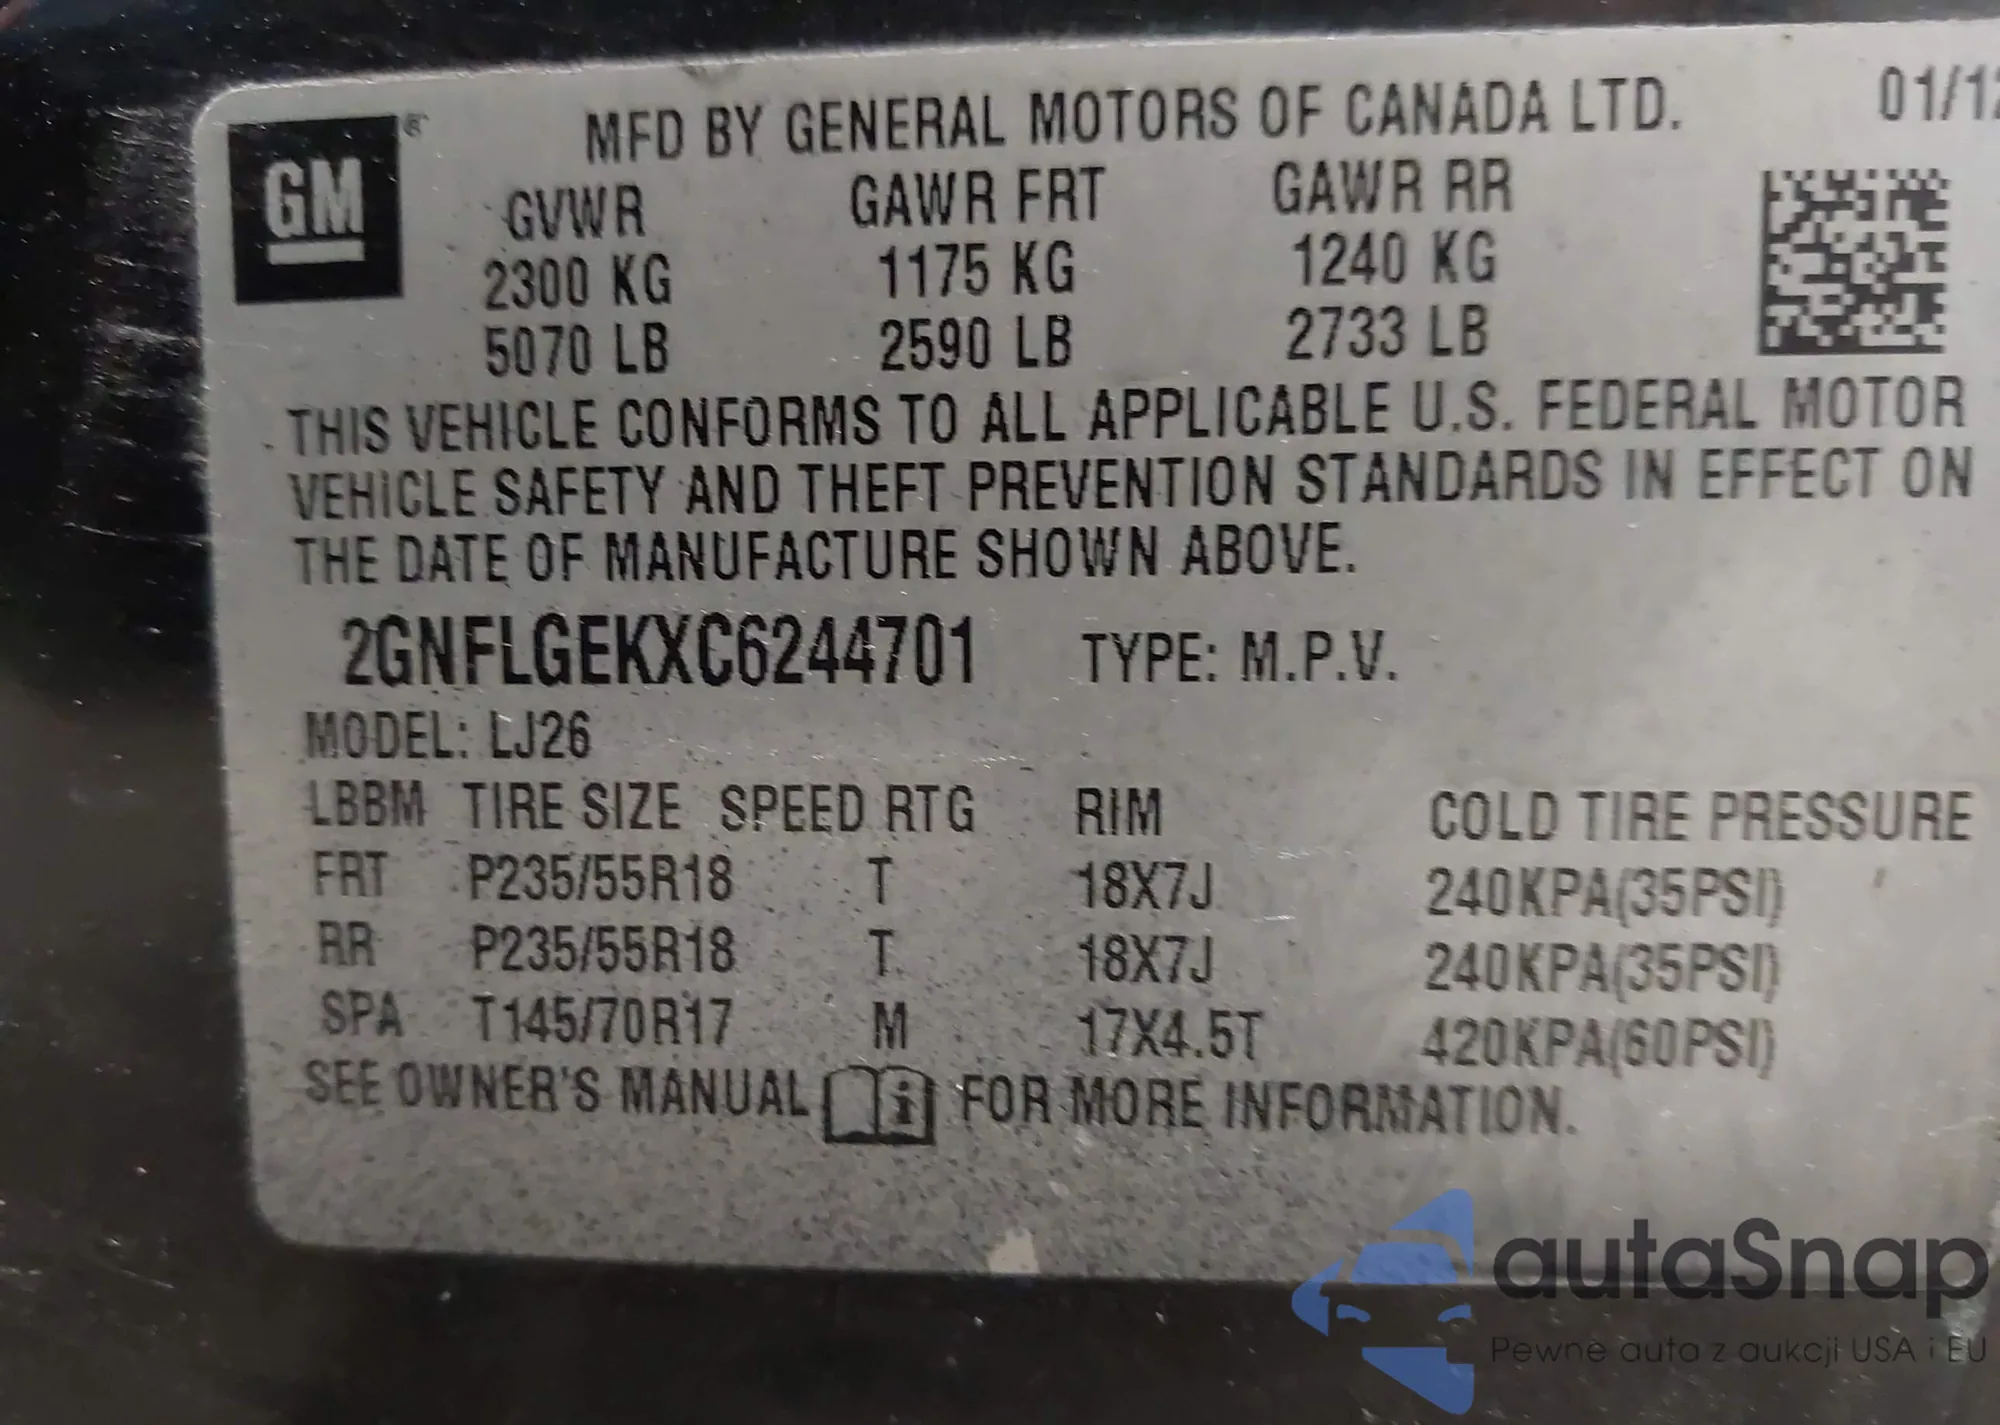 GM® MFD BY GENERAL MOTORS OF CANADA LTD. 01/12
GVWR GAWR FRT GAWR RR
2300 KG 1175 KG 1240 KG
5070 LB 2590 LB 2733 LB
THIS VEHICLE CONFORMS TO ALL APPLICABLE U.S. FEDERAL MOTOR
VEHICLE SAFETY AND THEFT PREVENTION STANDARDS IN EFFECT ON
THE DATE OF MANUFACTURE SHOWN ABOVE.
2GNFLGEKXC6244701 TYPE: M.P.V.
MODEL: LJ26
LBBM TIRE SIZE SPEED RTG RIM COLD TIRE PRESSURE
FRT P235/55R18 T 18X7J 240KPA(35PSI)
RR P235/55R18 T 18X7J 240KPA(35PSI)
SPA T145/70R17 M 17X4.5T 420KPA(60PSI)
SEE OWNER'S MANUAL i FOR MORE INFORMATION.
autaSnap
Pewne auta z aukcji USA i EU